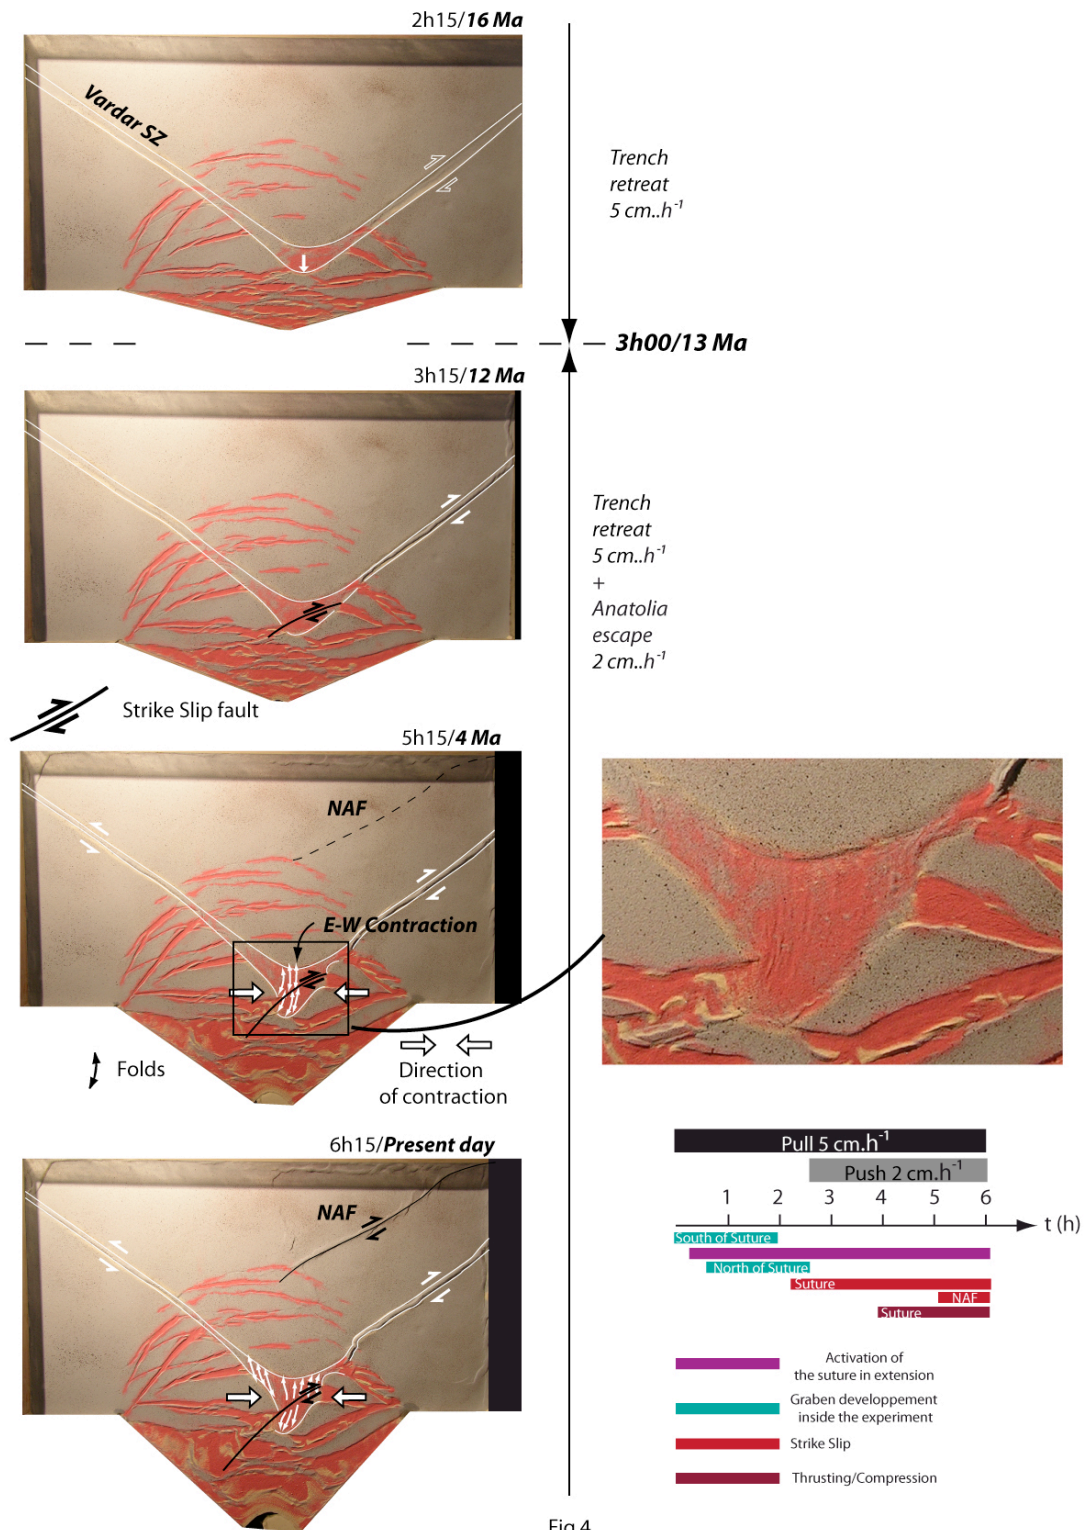 2h15/16 Ma
Vardar SZ
Trench
retreat
5 cm..h-1
3h00/13 Ma
3h15/12 Ma
Trench
retreat
5 cm..h-1
+
Anatolia
escape
2 cm..h-1
Strike Slip fault
5h15/4 Ma
NAF
E-W Contraction
Folds
Direction
of contraction
6h15/Present day
NAF
Pull 5 cm.h-1
Push 2 cm.h-1
1 2 3 4 5 6
t (h)
South of Suture
North of Suture
Suture
NAF
Suture
Activation of
the suture in extension
Graben developpement
inside the experiment
Strike Slip
Thrusting/Compression
Fig 4